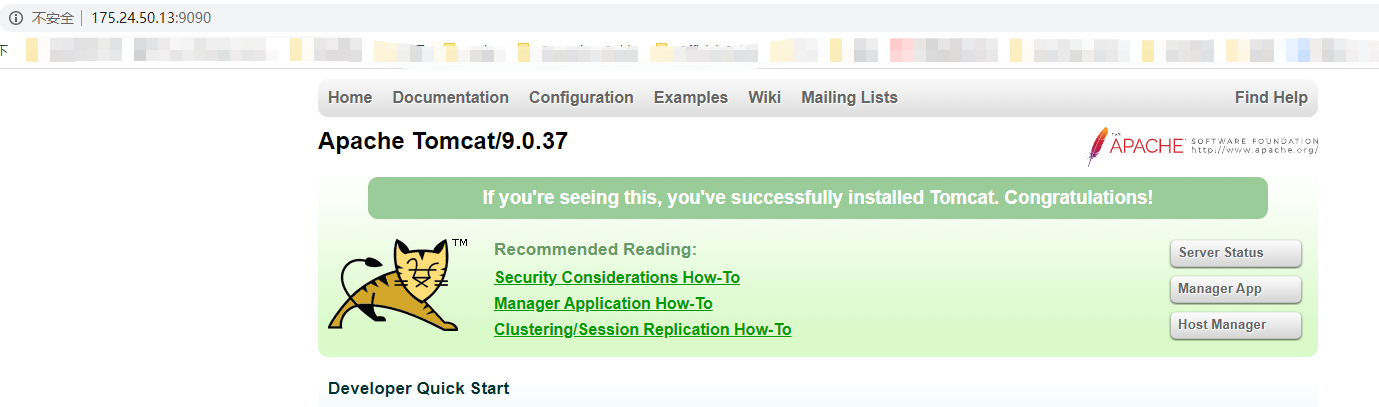 不安全 175.24.50.13:9090
下
Home Documentation Configuration Examples Wiki Mailing Lists Find Help
Apache Tomcat/9.0.37
THE APACHE SOFTWARE FOUNDATION
http://www.apache.org/
If you're seeing this, you've successfully installed Tomcat. Congratulations!
TM
Recommended Reading:
Security Considerations How-To
Manager Application How-To
Clustering/Session Replication How-To
Server Status
Manager App
Host Manager
Developer Quick Start